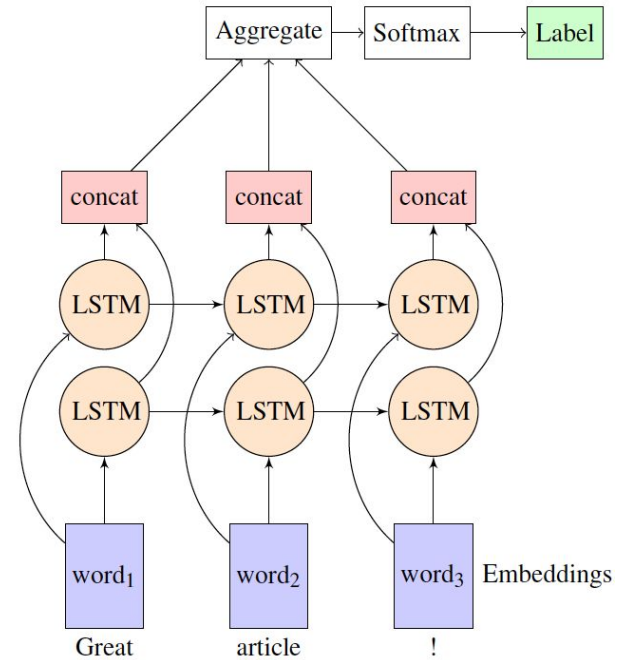 Aggregate Softmax Label
concat concat concat
LSTM LSTM LSTM
LSTM LSTM LSTM
word₁ word₂ word₃ Embeddings
Great article !